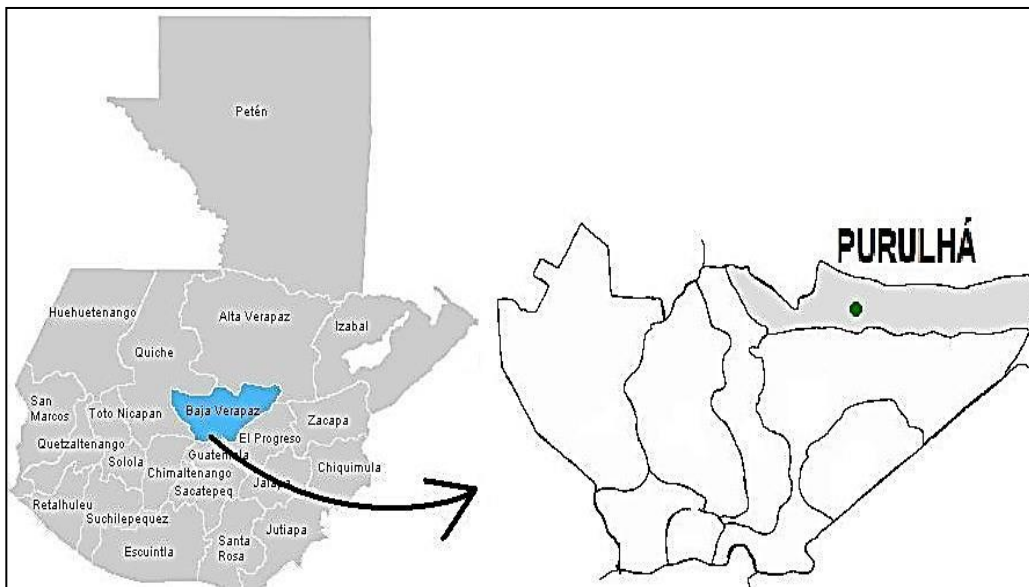 Petén
PURULHÁ
Huehuetenango
Alta Verapaz
Izabal
Quiche
San
Marcos
Toto Nicapan
Baja Verapaz
Zacapa
Quetzaltenango
El Progreso
Guatemala
Solola
Chimaltenango
Chiquimula
Jalapa
Sacatepeq
Retalhuleu
Suchilepequez
Jutiapa
Santa
Rosa
Escuintla